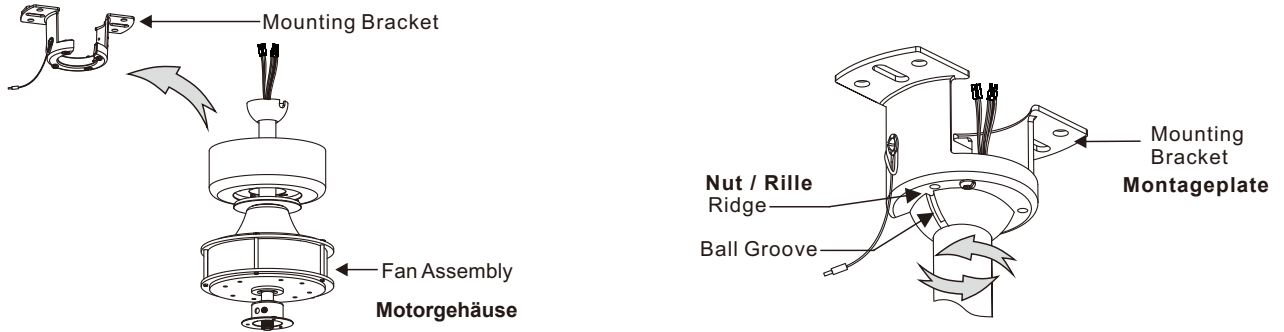 Mounting Bracket
Fan Assembly
Motorgehäuse
Nut / Rille
Ridge
Ball Groove
Mounting
Bracket
Montageplate